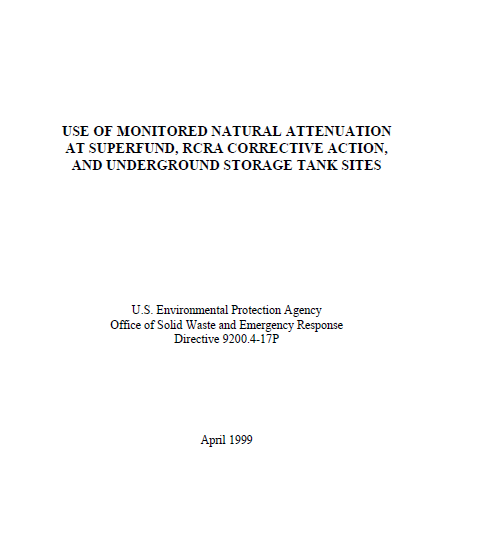 USE OF MONITORED NATURAL ATTENUATION
AT SUPERFUND, RCRA CORRECTIVE ACTION,
AND UNDERGROUND STORAGE TANK SITES
U.S. Environmental Protection Agency
Office of Solid Waste and Emergency Response
Directive 9200.4-17P
April 1999